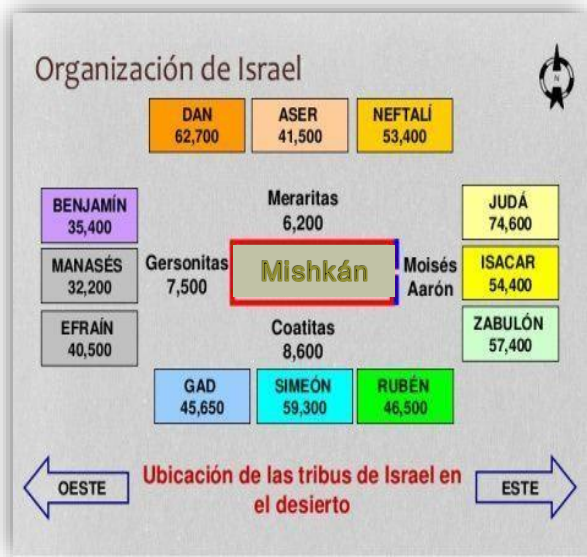 Organización de Israel
N
DAN
62,700
ASER
41,500
NEFTALÍ
53,400
BENJAMÍN
35,400
MANASÉS
32,200
EFRAÍN
40,500
Meraritas
6,200
Gersonitas
7,500
Mishkán
Moisés
Aarón
Coatitas
8,600
JUDÁ
74,600
ISACAR
54,400
ZABULÓN
57,400
GAD
45,650
SIMEÓN
59,300
RUBÉN
46,500
OESTE
Ubicación de las tribus de Israel en
el desierto
ESTE